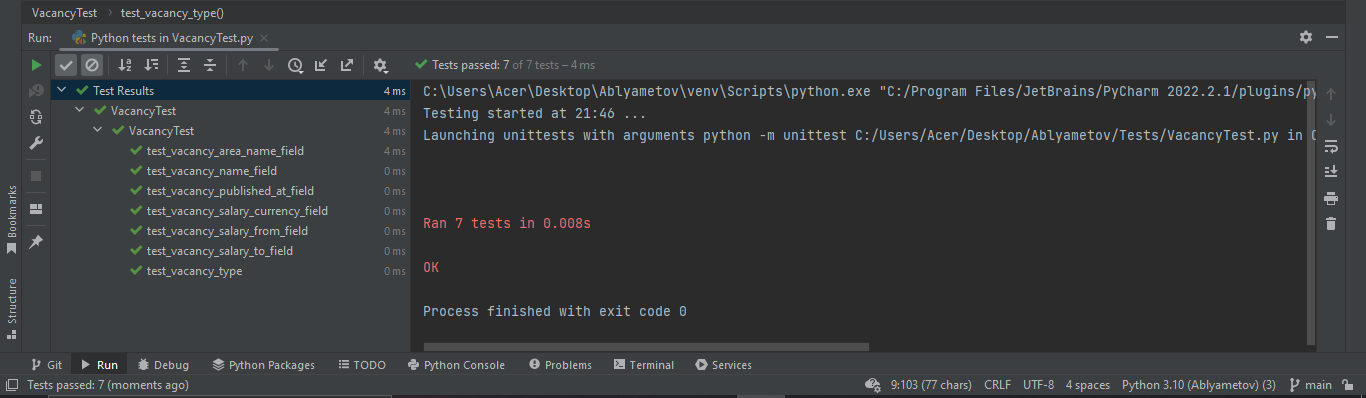 VacancyTest › test_vacancy_type()
Run: Python tests in VacancyTest.py
Tests passed: 7 of 7 tests – 4 ms
Test Results 4 ms
VacancyTest 4 ms
VacancyTest 4 ms
test_vacancy_area_name_field 4 ms
test_vacancy_name_field 0 ms
test_vacancy_published_at_field 0 ms
test_vacancy_salary_currency_field 0 ms
test_vacancy_salary_from_field 0 ms
test_vacancy_salary_to_field 0 ms
test_vacancy_type 0 ms
C:\Users\Acer\Desktop\Ablyametov\venv\Scripts\python.exe "C:/Program Files/JetBrains/PyCharm 2022.2.1/plugins/py
Testing started at 21:46 ...
Launching unittests with arguments python -m unittest C:/Users/Acer/Desktop/Ablyametov/Tests/VacancyTest.py in C
Ran 7 tests in 0.008s
OK
Process finished with exit code 0
Bookmarks
Structure
Git Run Debug Python Packages TODO Python Console Problems Terminal Services
Tests passed: 7 (moments ago) 9:103 (77 chars) CRLF UTF-8 4 spaces Python 3.10 (Ablyametov) (3) main